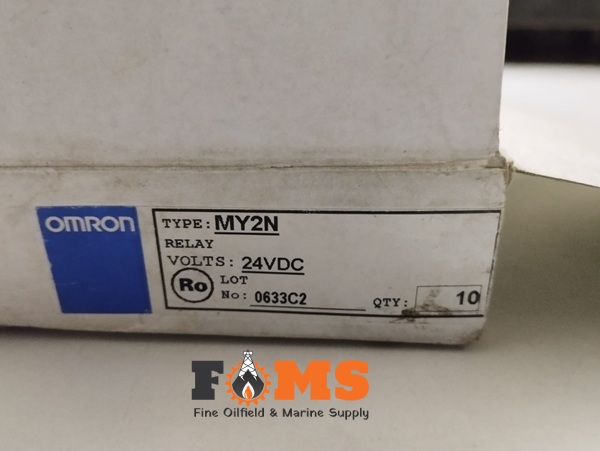 OMRON
TYPE: MY2N
RELAY
VOLTS: 24VDC
Ro
LOT
No: 0633C2
QTY: 10
FOMS
Fine Oilfield & Marine Supply